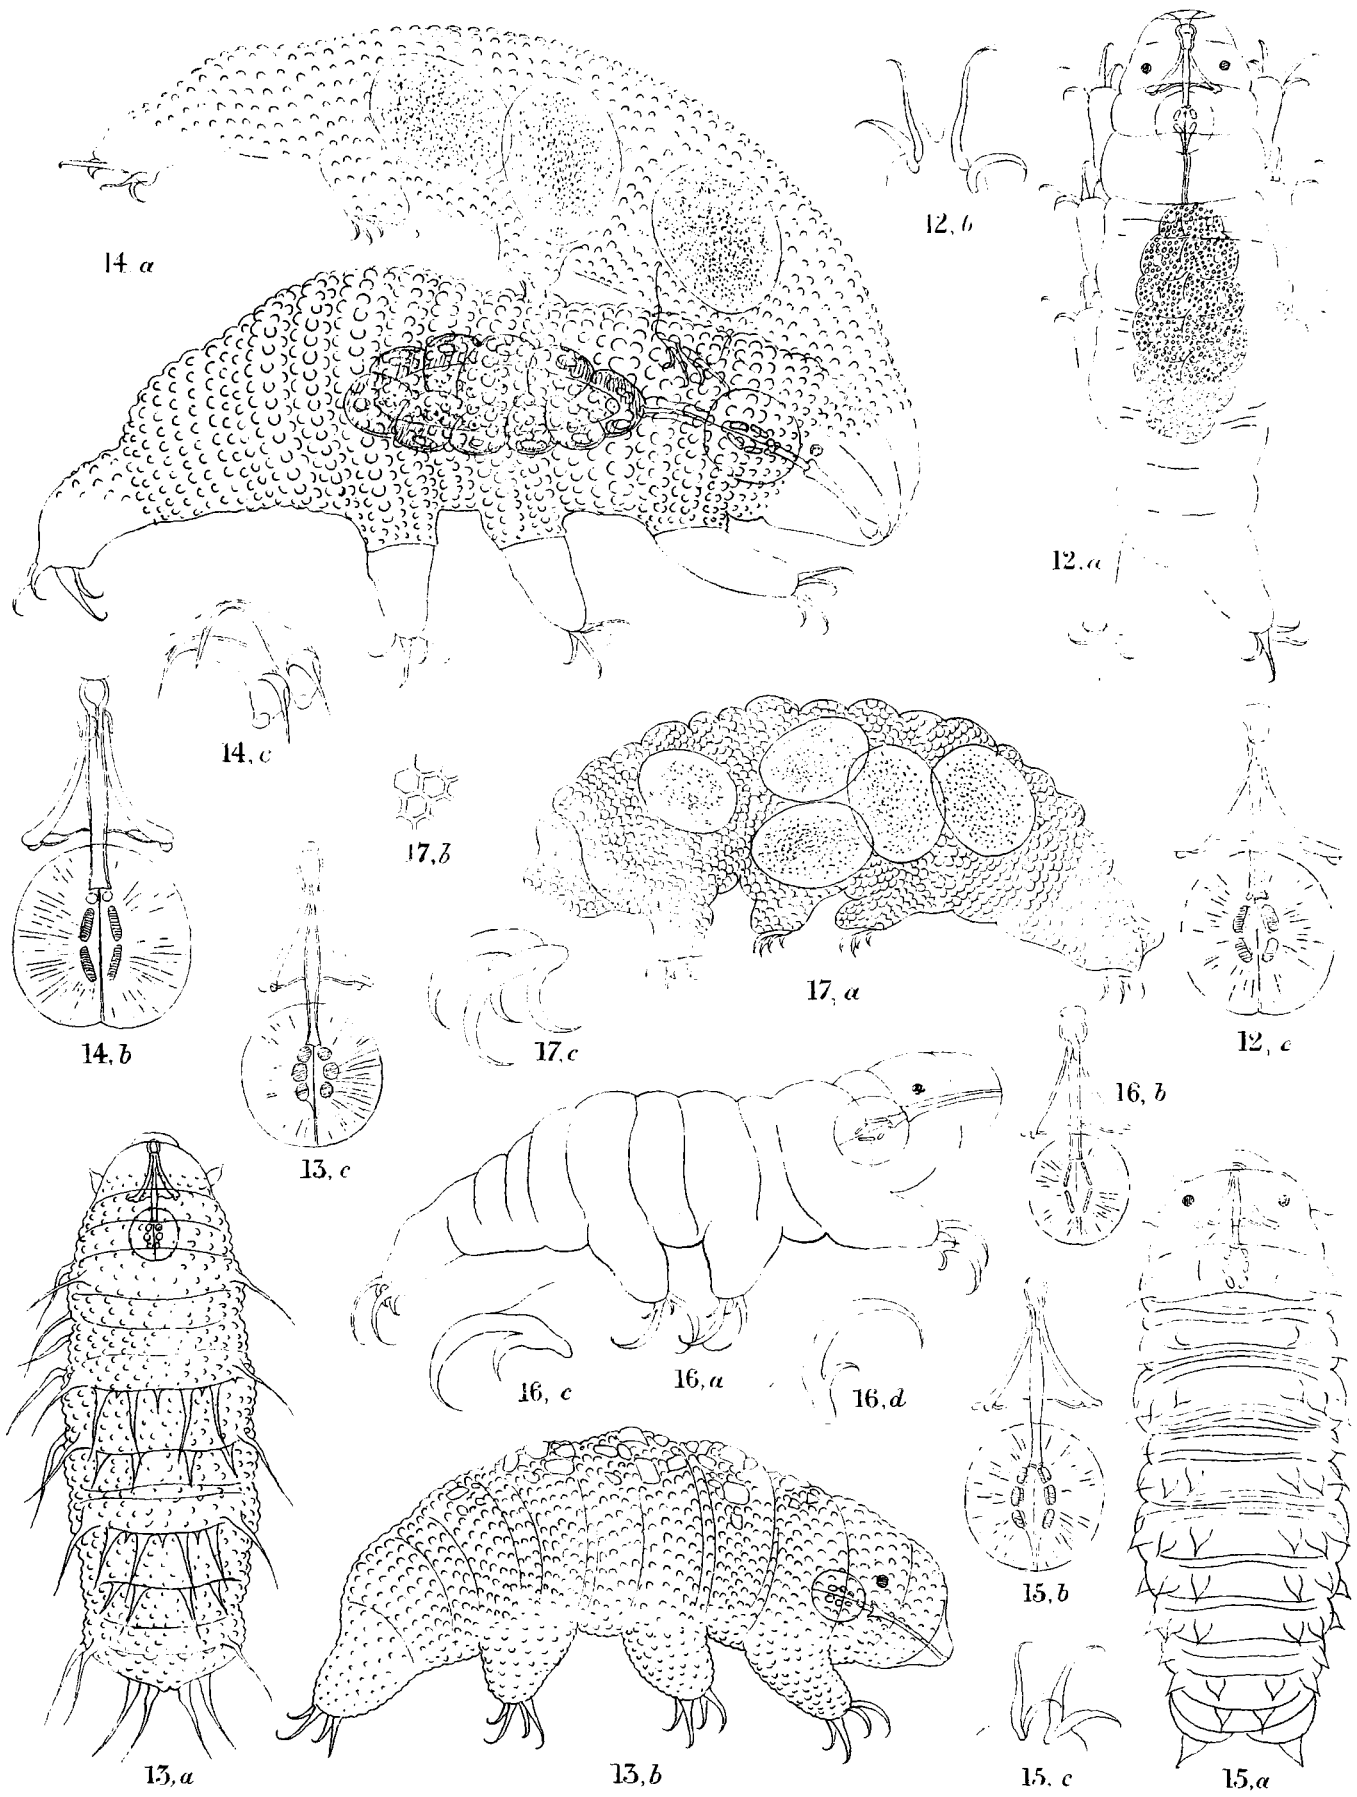 12, b
14 a
12, a
14, c
17, b
17, a
12, c
14, b
17, c
16, b
13, c
16, a
16, c
16, d
15, b
13, a
13, b
15, c
15, a